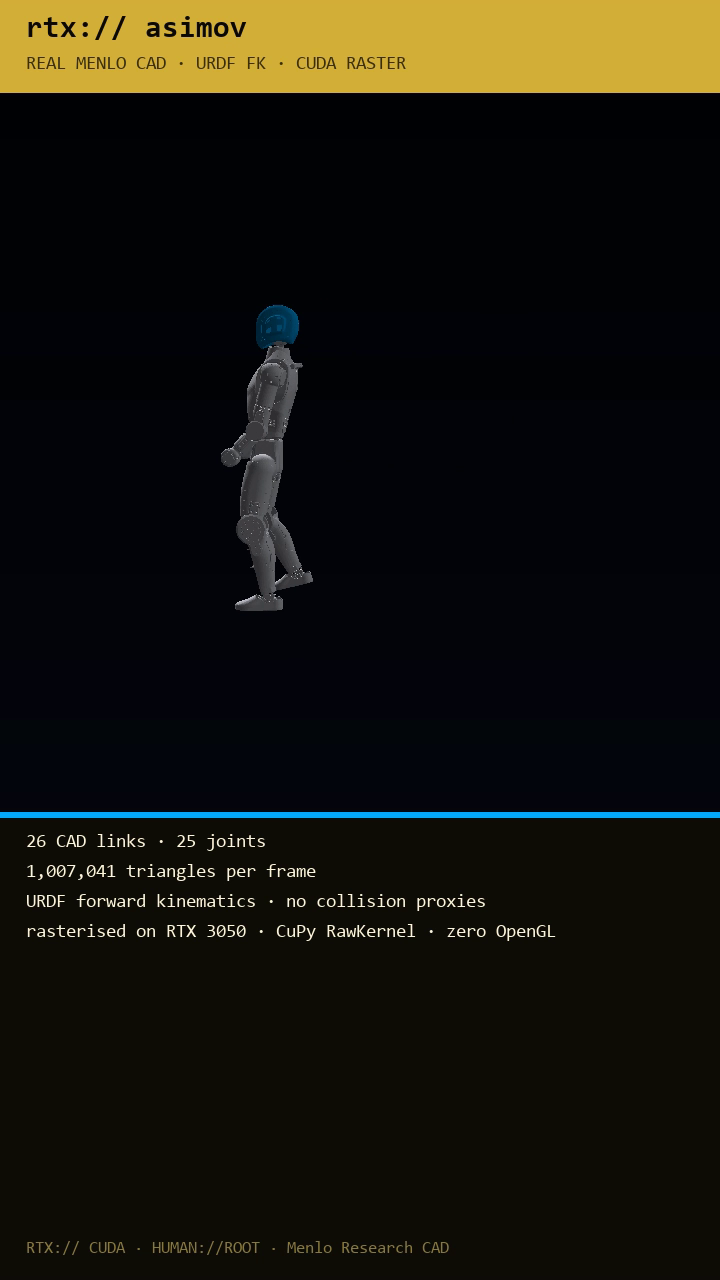 rtx:// asimov
REAL MENLO CAD · URDF FK · CUDA RASTER
26 CAD links · 25 joints
1,007,041 triangles per frame
URDF forward kinematics · no collision proxies
rasterised on RTX 3050 · CuPy RawKernel · zero OpenGL
RTX:// CUDA · HUMAN://ROOT · Menlo Research CAD